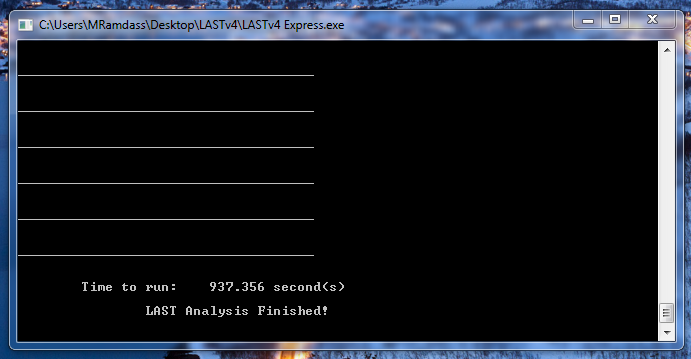 C:\Users\MRamdass\Desktop\LASTv4\LASTv4 Express.exe
Time to run: 937.356 second(s)
LAST Analysis Finished!